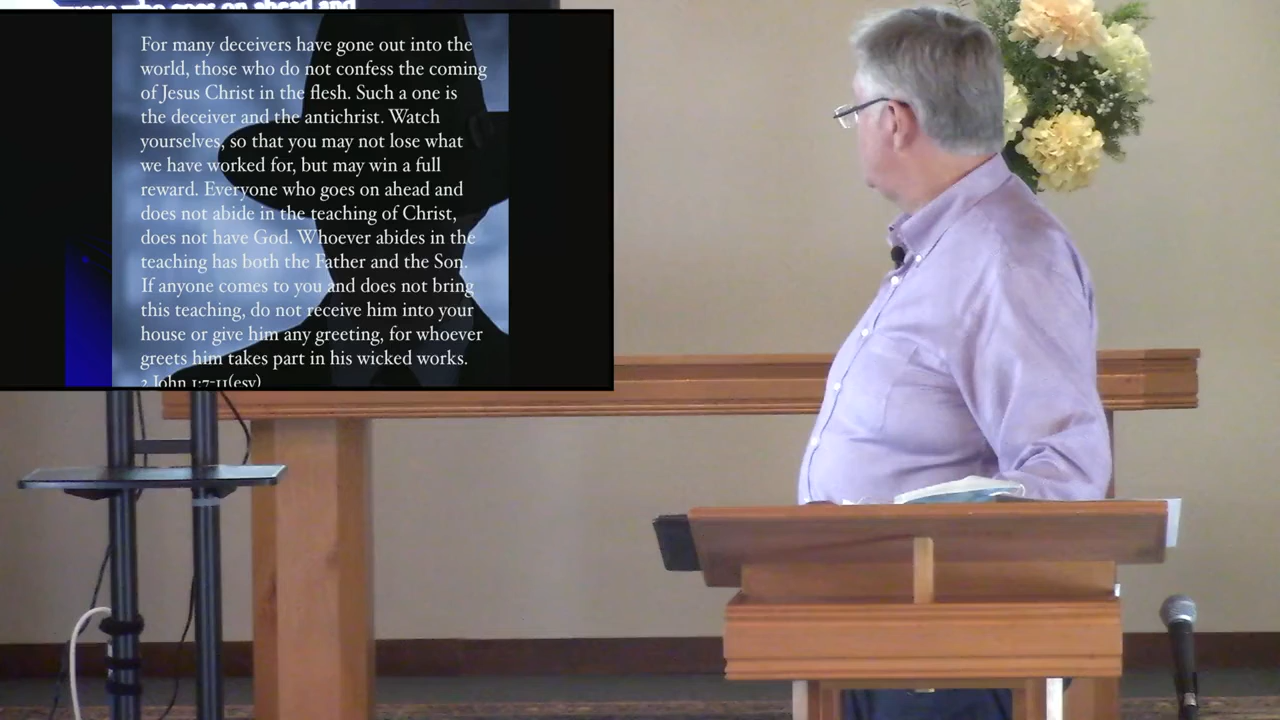 who goes on ahead and
For many deceivers have gone out into the
world, those who do not confess the coming
of Jesus Christ in the flesh. Such a one is
the deceiver and the antichrist. Watch
yourselves, so that you may not lose what
we have worked for, but may win a full
reward. Everyone who goes on ahead and
does not abide in the teaching of Christ,
does not have God. Whoever abides in the
teaching has both the Father and the Son.
If anyone comes to you and does not bring
this teaching, do not receive him into your
house or give him any greeting, for whoever
greets him takes part in his wicked works.
2 John 1:7-11(esv)